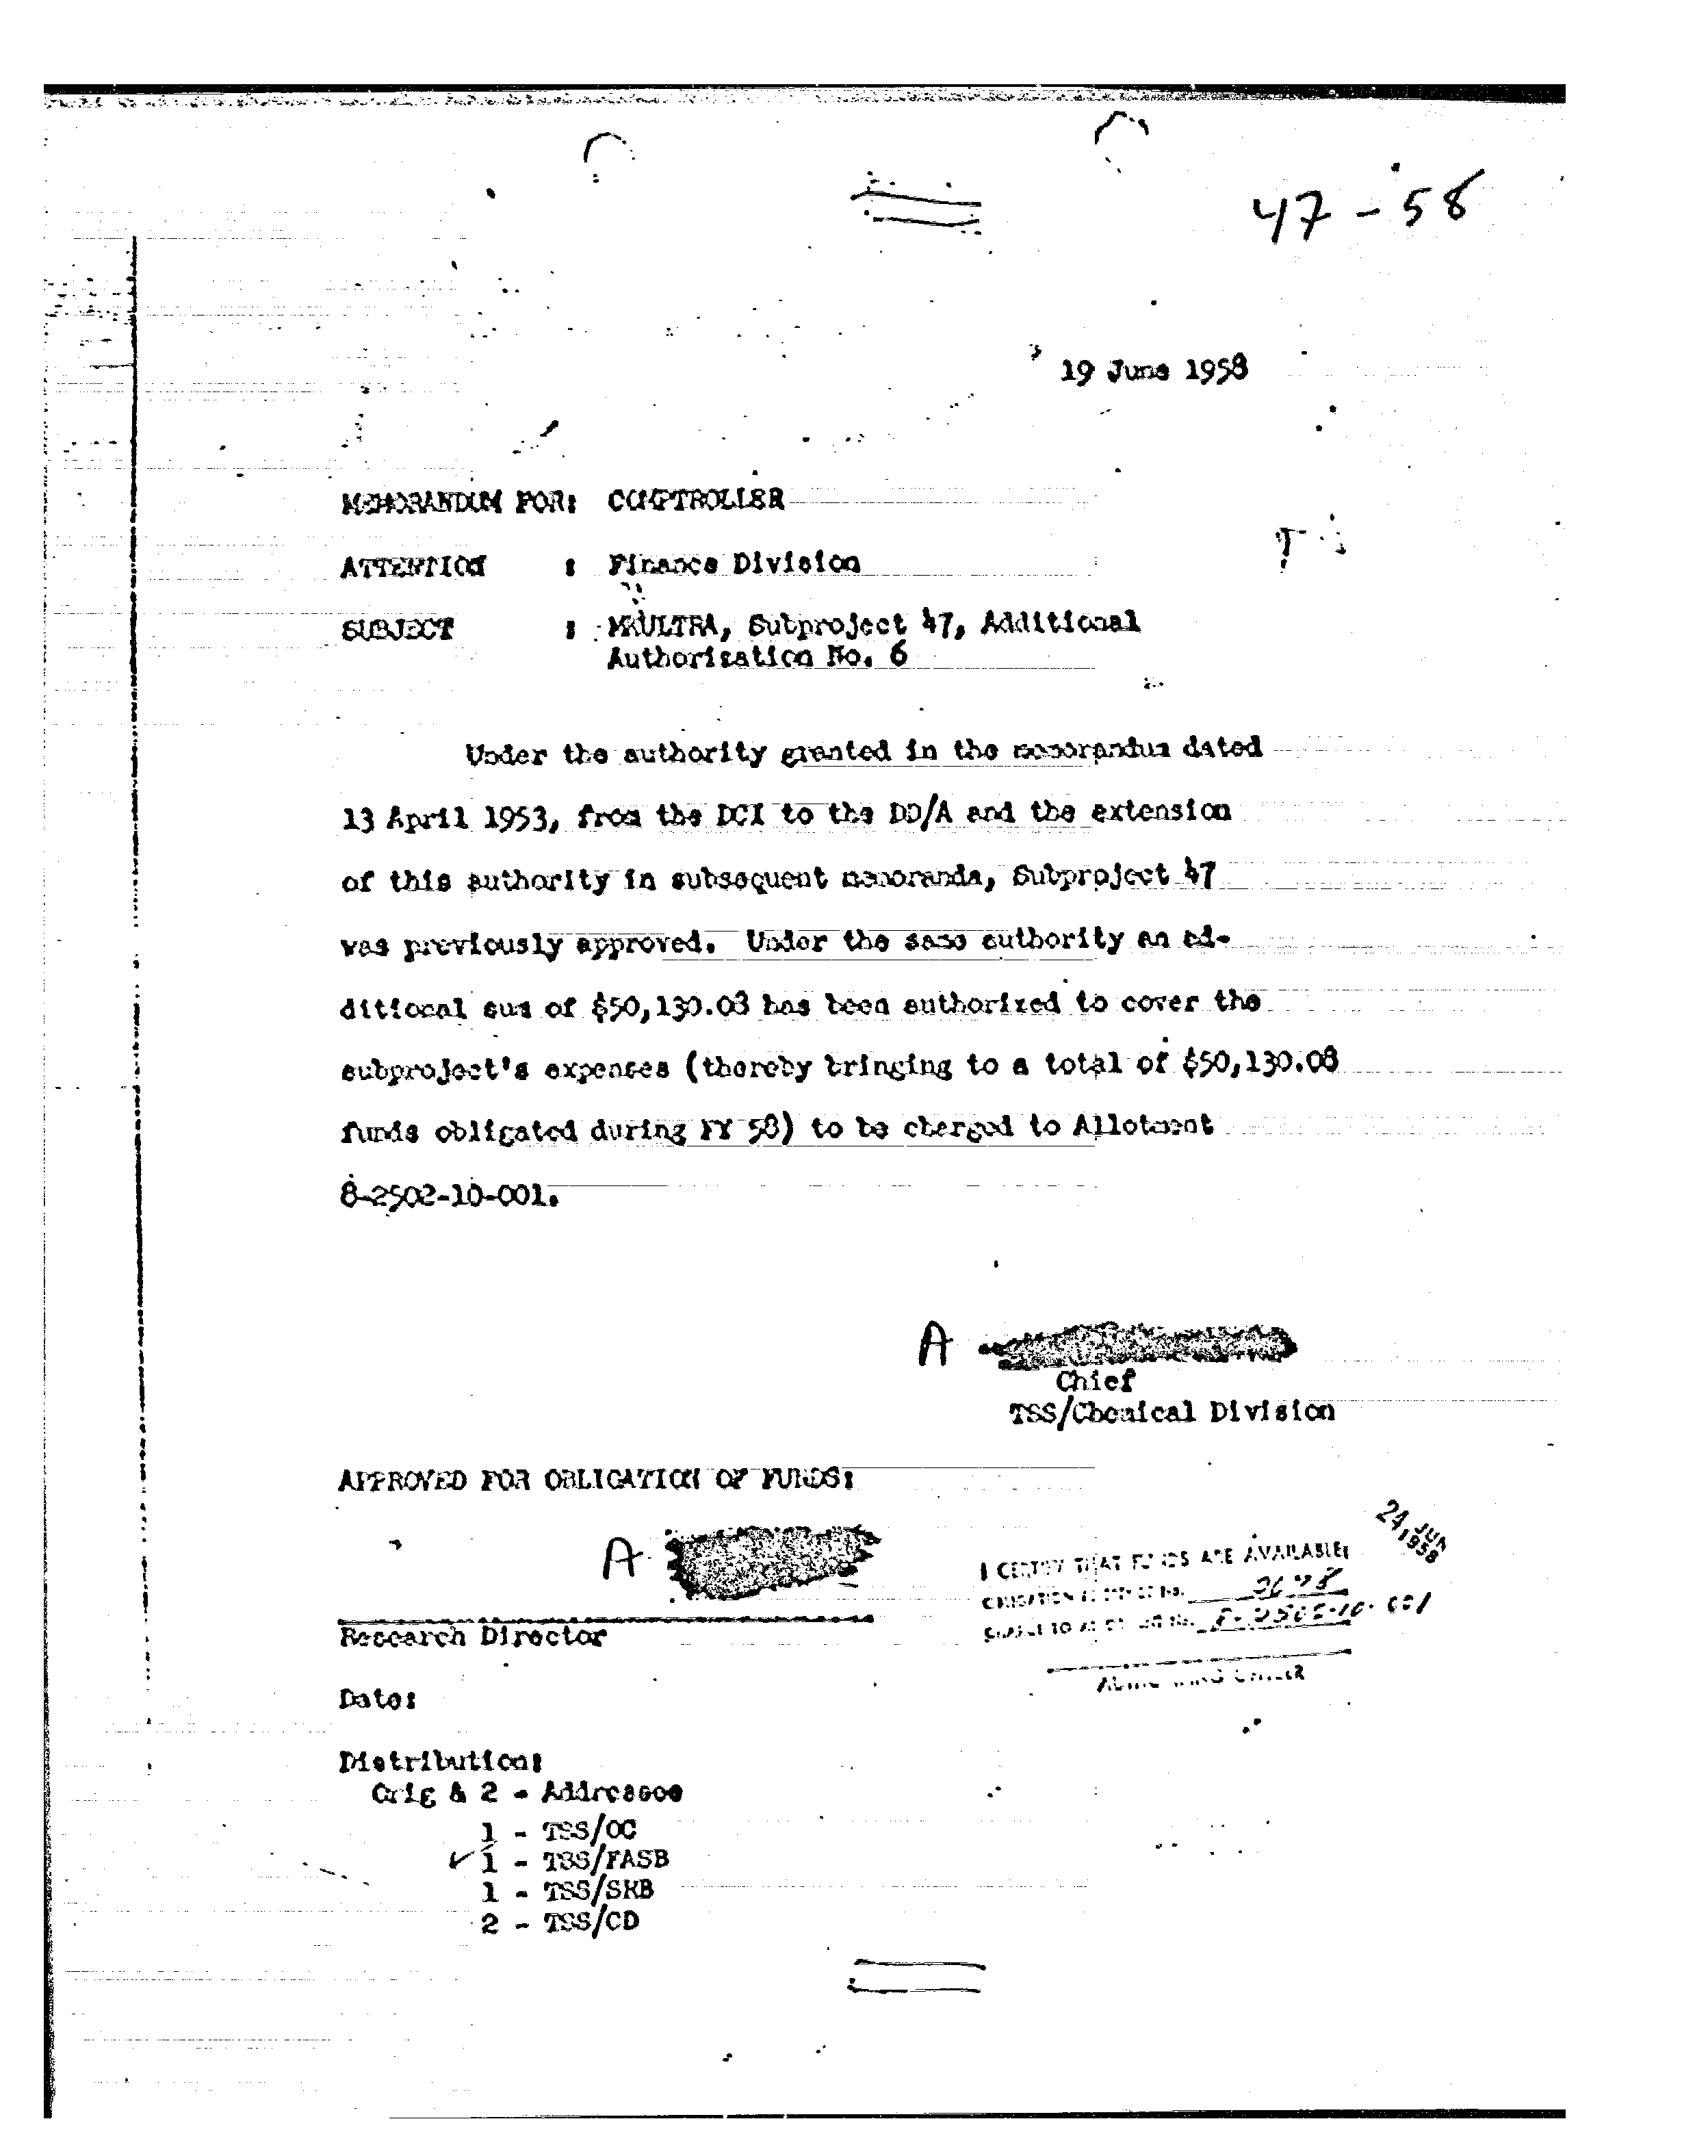 47-58
19 June 1958
MEMORANDUM FOR: COMPTROLLER
ATTENTION : Finance Division
SUBJECT : MKULTRA, Subproject 47, Additional
Authorization No. 6
Under the authority granted in the memorandum dated
13 April 1953, from the DCI to the DD/A and the extension
of this authority in subsequent memoranda, Subproject 47
was previously approved. Under the same authority an ad-
ditional sum of $50,130.08 has been authorized to cover the
subproject's expenses (thereby bringing to a total of $50,130.08
funds obligated during FY 58) to be charged to Allotment
8-2502-10-001.
A
Chief
TSS/Chemical Division
APPROVED FOR OBLIGATION OF FUNDS:
A
Research Director
24 JUN 1958
I CERTIFY THAT FUNDS ARE AVAILABLE:
OBLIGATION REFERENCE No.
CHARGE TO ALLOTMENT No. 8-2502-10-001
AUTHORIZING OFFICER
Date:
Distribution:
Orig & 2 - Addressee
1 - TSS/OC
1 - TSS/FASB
1 - TSS/SRB
2 - TSS/CD